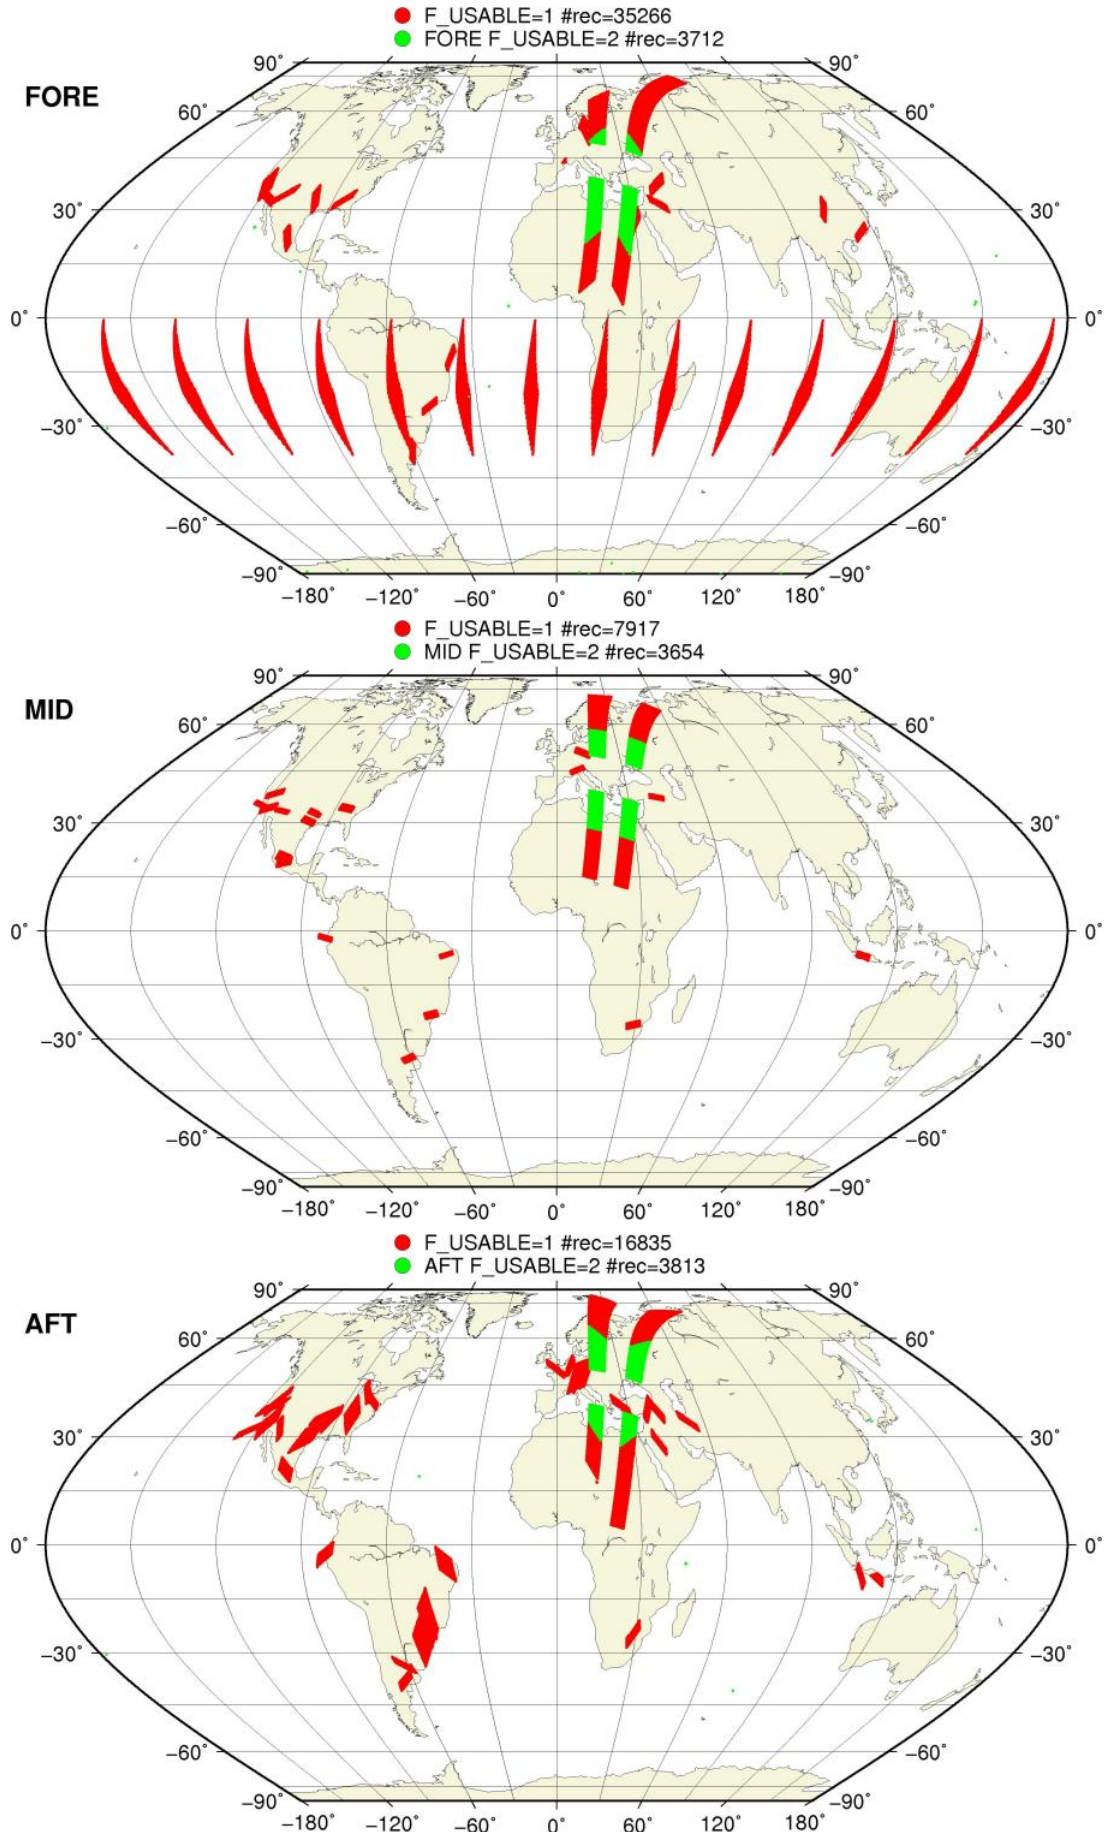 F_USABLE=1 #rec=35266
FORE F_USABLE=2 #rec=3712
FORE
90° 90°
60° 60°
30° 30°
0° 0°
−30° −30°
−60° −60°
−90° −90°
−180° −120° −60° 0° 60° 120° 180°
F_USABLE=1 #rec=7917
MID F_USABLE=2 #rec=3654
MID
90° 90°
60° 60°
30° 30°
0° 0°
−30° −30°
−60° −60°
−90° −90°
−180° −120° −60° 0° 60° 120° 180°
F_USABLE=1 #rec=16835
AFT F_USABLE=2 #rec=3813
AFT
90° 90°
60° 60°
30° 30°
0° 0°
−30° −30°
−60° −60°
−90° −90°
−180° −120° −60° 0° 60° 120° 180°